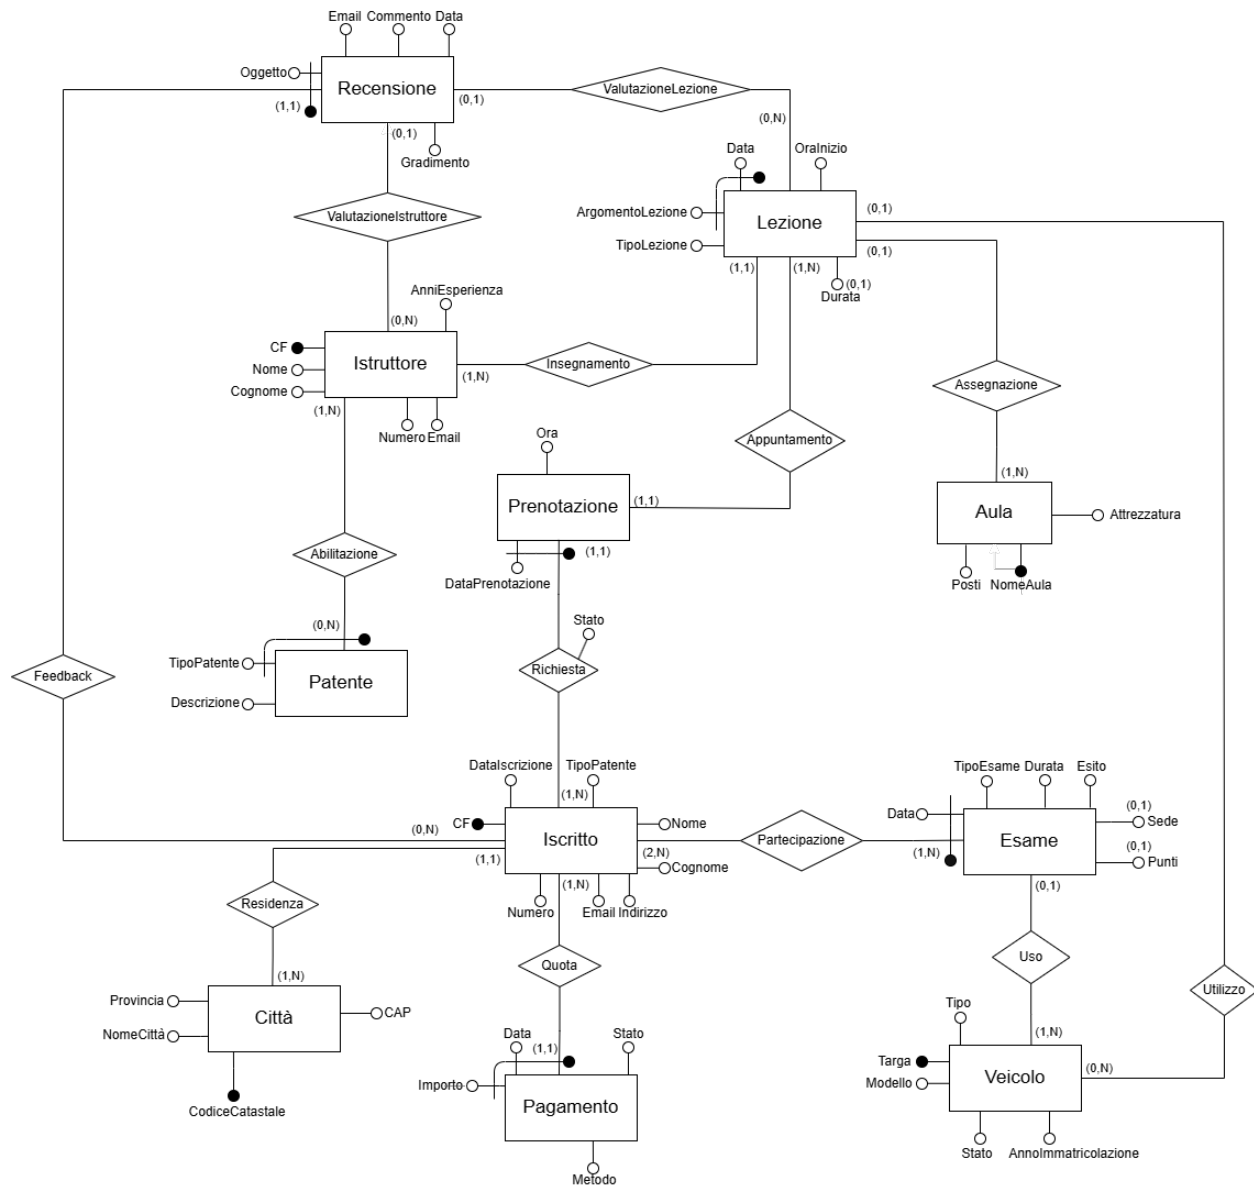 Email Commento Data
Oggetto
Recensione
(1,1)
(0,1)
ValutazioneLezione
(0,1)
Gradimento
(0,N)
Data OraInizio
ValutazioneIstruttore
ArgomentoLezione
Lezione
(0,1)
TipoLezione
(0,1)
(1,1) (1,N)
(0,1)
Durata
AnniEsperienza
(0,N)
CF
Istruttore
Nome
Insegnamento
Cognome
(1,N)
(1,N)
Assegnazione
Numero Email
Ora
Appuntamento
(1,N)
Prenotazione
(1,1)
Aula
Attrezzatura
(1,1)
Abilitazione
DataPrenotazione
Posti NomeAula
(0,N)
Stato
TipoPatente
Feedback
Patente
Richiesta
Descrizione
DataIscrizione TipoPatente
TipoEsame Durata Esito
(1,N)
Data
(0,1)
CF
Nome
Sede
(0,N)
Iscritto
Partecipazione
Esame
(1,1)
(2,N)
(1,N)
(0,1)
Cognome
Punti
(1,N)
(0,1)
Residenza
Numero Email Indirizzo
Quota
Uso
(1,N)
Utilizzo
Provincia
Tipo
Città
CAP
NomeCittà
Data Stato
(1,1)
(1,N)
Targa
(0,N)
Importo
Veicolo
Modello
CodiceCatastale
Pagamento
Stato AnnoImmatricolazione
Metodo